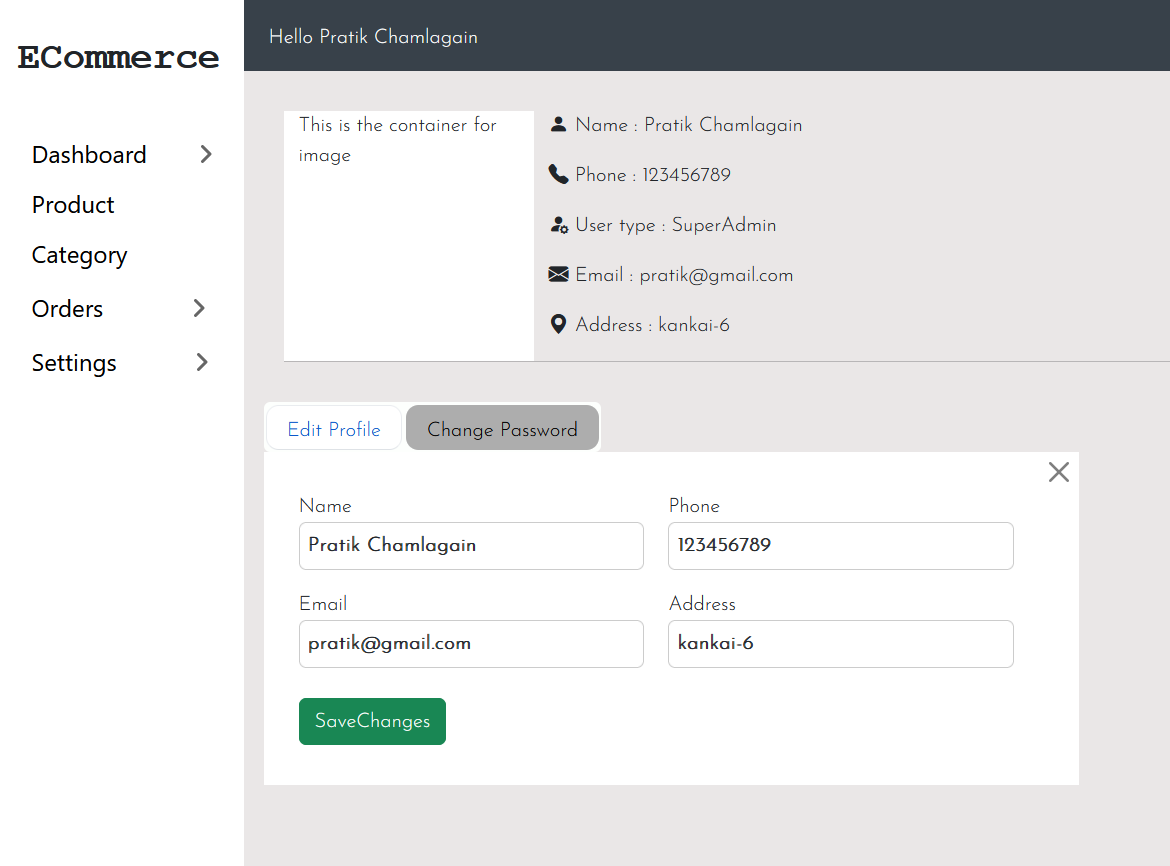 ECommerce
Dashboard
Product
Category
Orders
Settings
Hello Pratik Chamlagain
This is the container for
image
Name : Pratik Chamlagain
Phone : 123456789
User type : SuperAdmin
Email : pratik@gmail.com
Address : kankai-6
Edit Profile
Change Password
Name
Pratik Chamlagain
Phone
123456789
Email
pratik@gmail.com
Address
kankai-6
SaveChanges